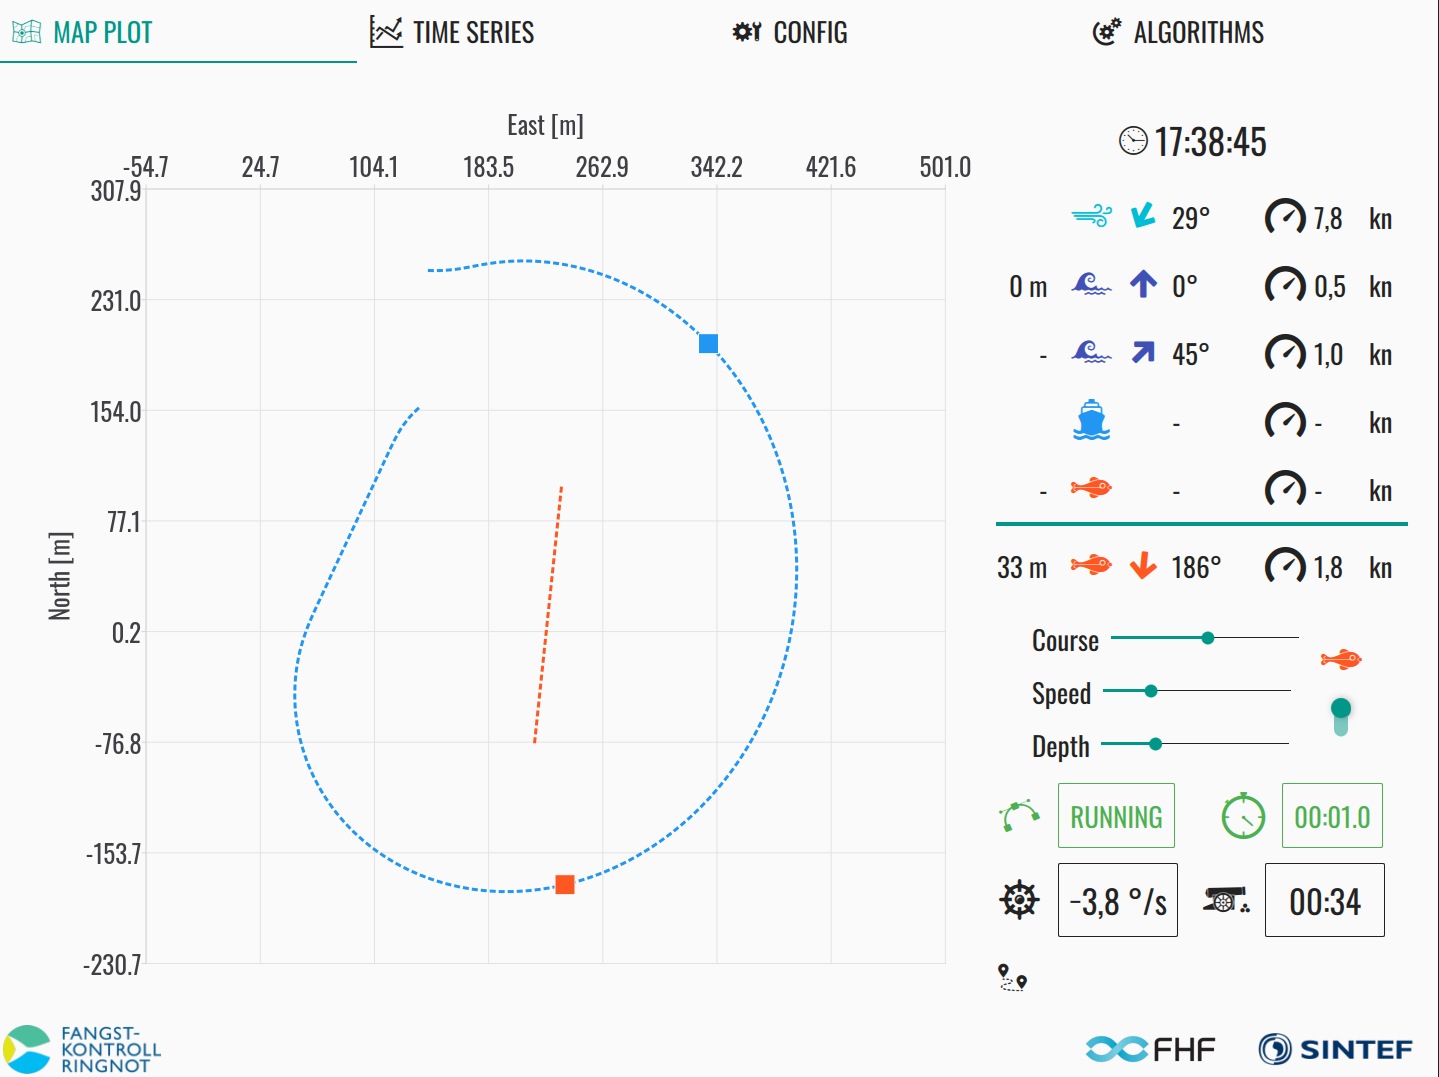 MAP PLOT TIME SERIES CONFIG ALGORITHMS
East [m]
-54.7 24.7 104.1 183.5 262.9 342.2 421.6 501.0
307.9
231.0
154.0
77.1
0.2
-76.8
-153.7
-230.7
North [m]
17:38:45
29° 7,8 kn
0 m 0° 0,5 kn
- 45° 1,0 kn
- - kn
- - - kn
33 m 186° 1,8 kn
Course
Speed
Depth
RUNNING 00:01.0
-3,8 °/s 00:34
FANGST-
KONTROLL
RINGNOT
FHF SINTEF